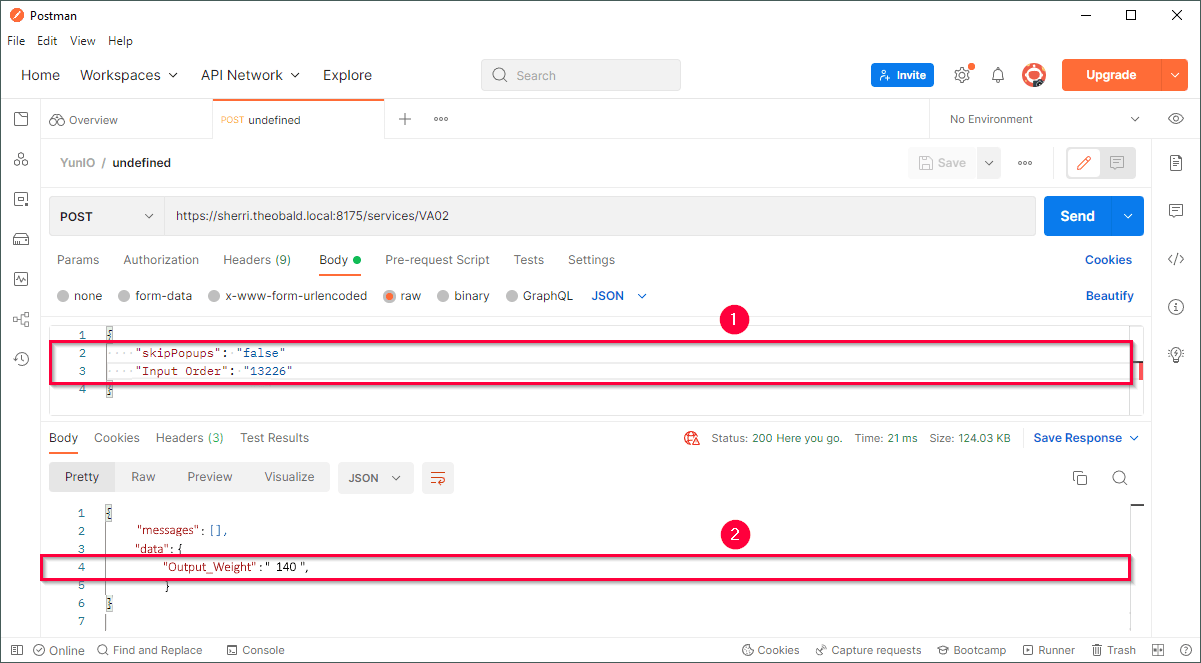 Postman
File Edit View Help
Home Workspaces API Network Explore Search Invite Upgrade
Overview POST undefined No Environment
YunIO / undefined Save
POST https://sherri.theobald.local:8175/services/VA02 Send
Params Authorization Headers (9) Body Pre-request Script Tests Settings Cookies
none form-data x-www-form-urlencoded raw binary GraphQL JSON Beautify
1
1 {
2 "skipPopups": "false"
3 "Input Order": "13226"
4 }
Body Cookies Headers (3) Test Results Status: 200 Here you go. Time: 21 ms Size: 124.03 KB Save Response
Pretty Raw Preview Visualize JSON
1 {
2 "messages": [],
2
3 "data": {
4 "Output_Weight": " 140 ",
5 }
6 }
7
Online Find and Replace Console Cookies Capture requests Bootcamp Runner Trash